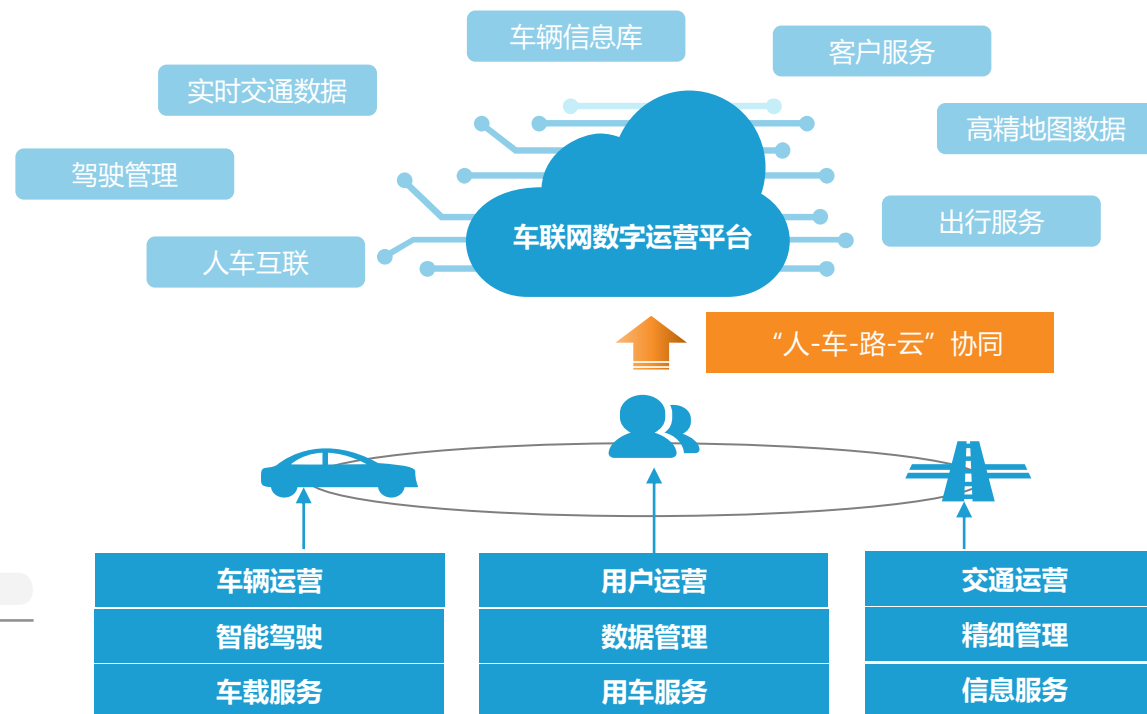 车辆信息库
客户服务
实时交通数据
高精地图数据
驾驶管理
出行服务
人车互联
车联网数字运营平台
“人-车-路-云”协同
车辆运营
用户运营
交通运营
智能驾驶
数据管理
精细管理
车载服务
用车服务
信息服务